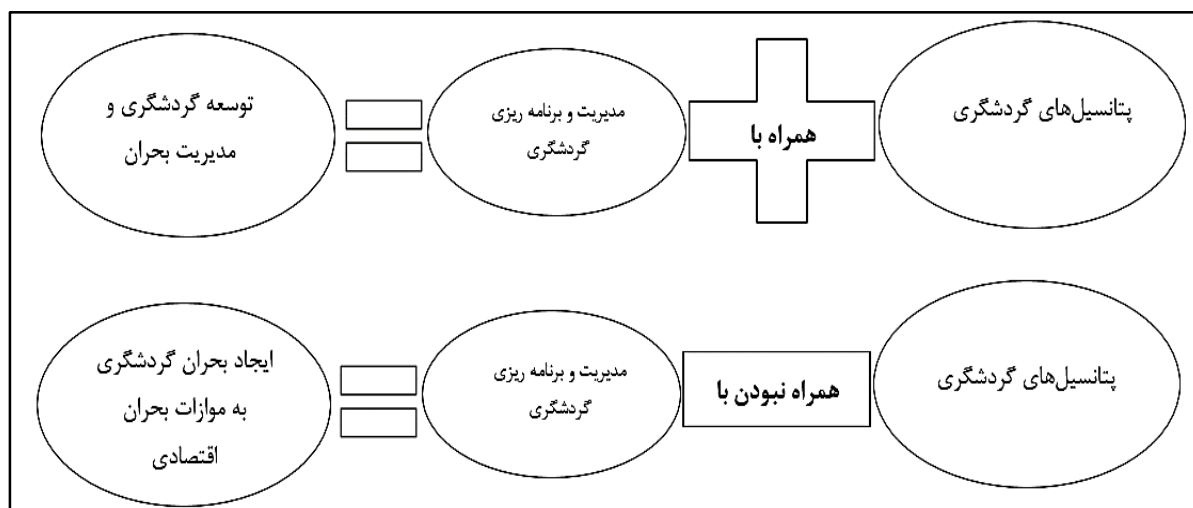 پتانسیل‌های گردشگری
همراه با
مدیریت و برنامه ریزی
گردشگری
توسعه گردشگری و
مدیریت بحران
پتانسیل‌های گردشگری
همراه نبودن با
مدیریت و برنامه ریزی
گردشگری
ایجاد بحران گردشگری
به موازات بحران
اقتصادی